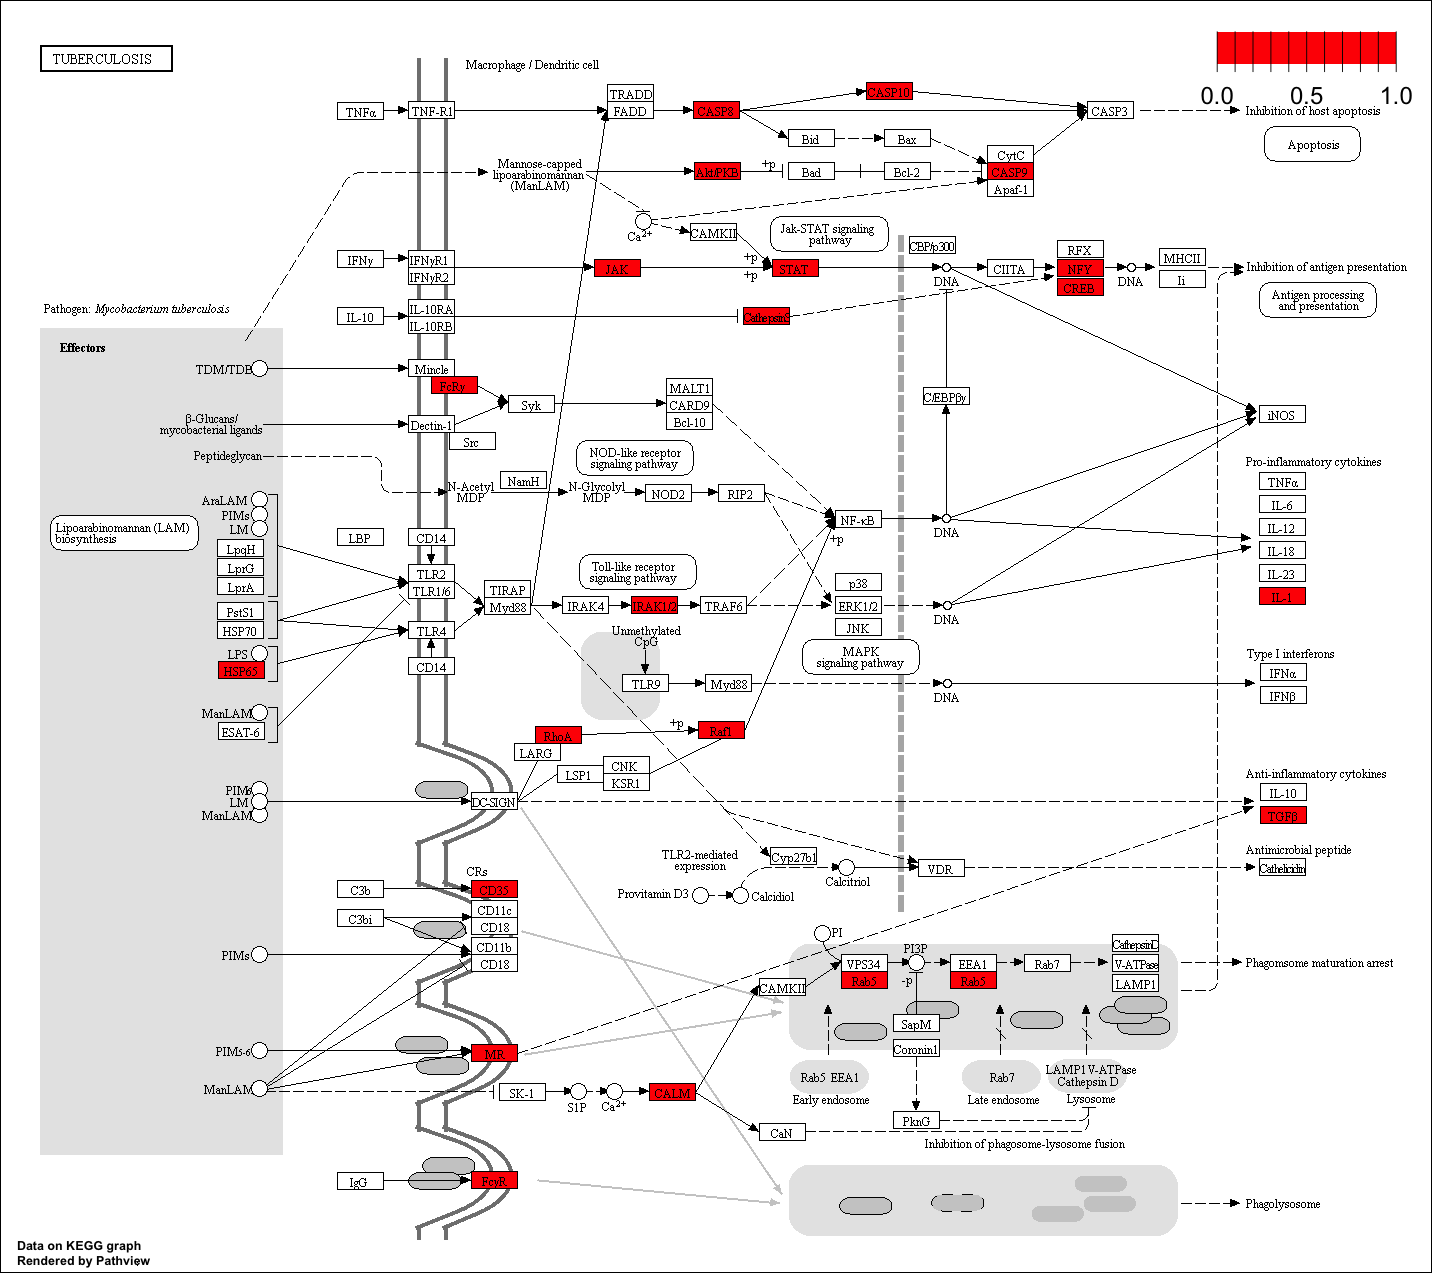 TUBERCULOSIS
Macrophage / Dendritic cell
0.0 0.5 1.0
TNFα
TNF-R1
TRADD
FADD
CASP8
CASP10
CASP3
Inhibition of host apoptosis
Apoptosis
Bid
Bax
CytC
CASP9
Apaf-1
Mannose-capped
lipoarabinomannan
(ManLAM)
Akt/PKB
+p
Bad
Bcl-2
Ca2+
CAMKII
Jak-STAT signaling
pathway
IFNγ
IFNγR1
IFNγR2
JAK
+p
+p
STAT
CBP/p300
DNA
CIITA
RFX
NFY
CREB
DNA
MHCII
Ii
Inhibition of antigen presentation
Antigen processing
and presentation
IL-10
IL-10RA
IL-10RB
Pathogen: Mycobacterium tuberculosis
Effectors
TDM/TDB
Mincle
FcRγ
Syk
MALT1
CARD9
Bcl-10
C/EBPβγ
iNOS
β-Glucans/
mycobacterial ligands
Dectin-1
Src
Peptideglycan
N-Acetyl
MDP
NamH
N-Glycolyl
MDP
NOD-like receptor
signaling pathway
NOD2
RIP2
NF-κB
+p
DNA
Pro-inflammatory cytokines
TNFα
IL-6
IL-12
IL-18
IL-23
IL-1
AraLAM
PIMs
LM
LpqH
LprG
LprA
PstS1
HSP70
LPS
HSP65
ManLAM
ESAT-6
Lipoarabinomannan (LAM)
biosynthesis
LBP
CD14
TLR2
TLR1/6
TLR4
CD14
TIRAP
Myd88
Toll-like receptor
signaling pathway
IRAK4
IRAK1/2
TRAF6
p38
ERK1/2
JNK
DNA
MAPK
signaling pathway
Unmethylated
CpG
TLR9
Myd88
DNA
Type I interferons
IFNα
IFNβ
RhoA
+p
Raf1
LARG
LSP1
CNK
KSR1
PIMs
LM
ManLAM
DC-SIGN
Anti-inflammatory cytokines
IL-10
TGFβ
TLR2-mediated
expression
Cyp27b1
Provitamin D3
Calcidiol
Calcitriol
VDR
Antimicrobial peptide
Cathelicidin
CRs
C3b
CD35
C3bi
CD11c
CD18
CD11b
CD18
PIMs
PI
VPS34
Rab5
PI3P
-p
EEA1
Rab5
Rab7
CathepsinD
V-ATPase
LAMP1
Phagomsome maturation arrest
CAMKII
SapM
Coronin1
PIM5-6
MR
ManLAM
SK-1
S1P
Ca2+
CALM
CaN
Rab5 EEA1
Early endosome
Rab7
Late endosome
LAMP1V-ATPase
Cathepsin D
Lysosome
PknG
Inhibition of phagosome-lysosome fusion
IgG
FcγR
Phagolysosome
Data on KEGG graph
Rendered by Pathview